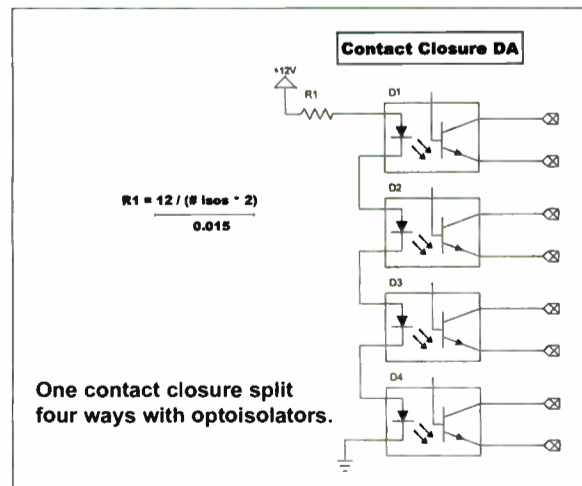 Contact Closure DA
+12V
R1
D1
R1 = 12 / (# isos * 2)
0.015
D2
D3
D4
One contact closure split
four ways with optoisolators.